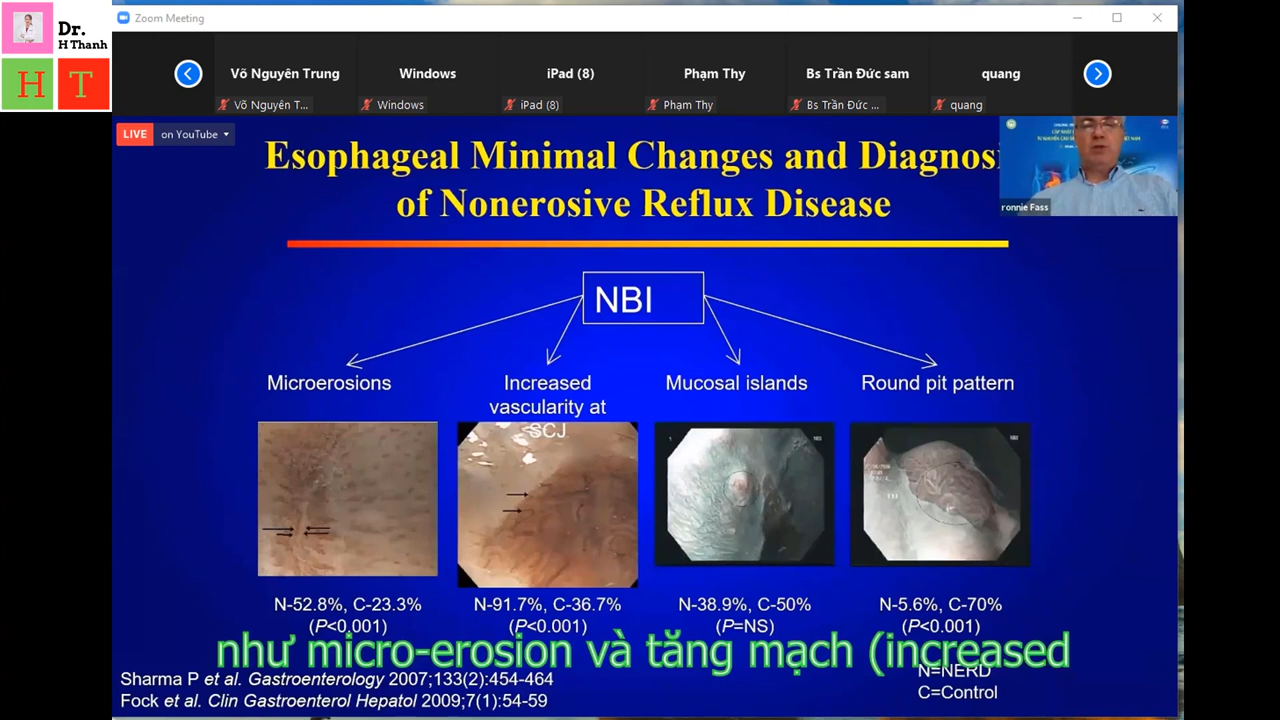 Dr.
H Thanh
H T
Zoom Meeting
Võ Nguyên Trung
Windows
iPad (8)
Phạm Thy
Bs Trần Đức sam
quang
Võ Nguyên T...
Windows
iPad (8)
Phạm Thy
Bs Trần Đức ...
quang
LIVE on YouTube
ronnie Fass
Esophageal Minimal Changes and Diagnosi
of Nonerosive Reflux Disease
NBI
Microerosions
Increased
vascularity at
SCJ
Mucosal islands
Round pit pattern
N-52.8%, C-23.3%
(P<0.001)
N-91.7%, C-36.7%
(P<0.001)
N-38.9%, C-50%
(P=NS)
N-5.6%, C-70%
(P<0.001)
như micro-erosion và tăng mạch (increased
N=NERD
C=Control
Sharma P et al. Gastroenterology 2007;133(2):454-464
Fock et al. Clin Gastroenterol Hepatol 2009;7(1):54-59